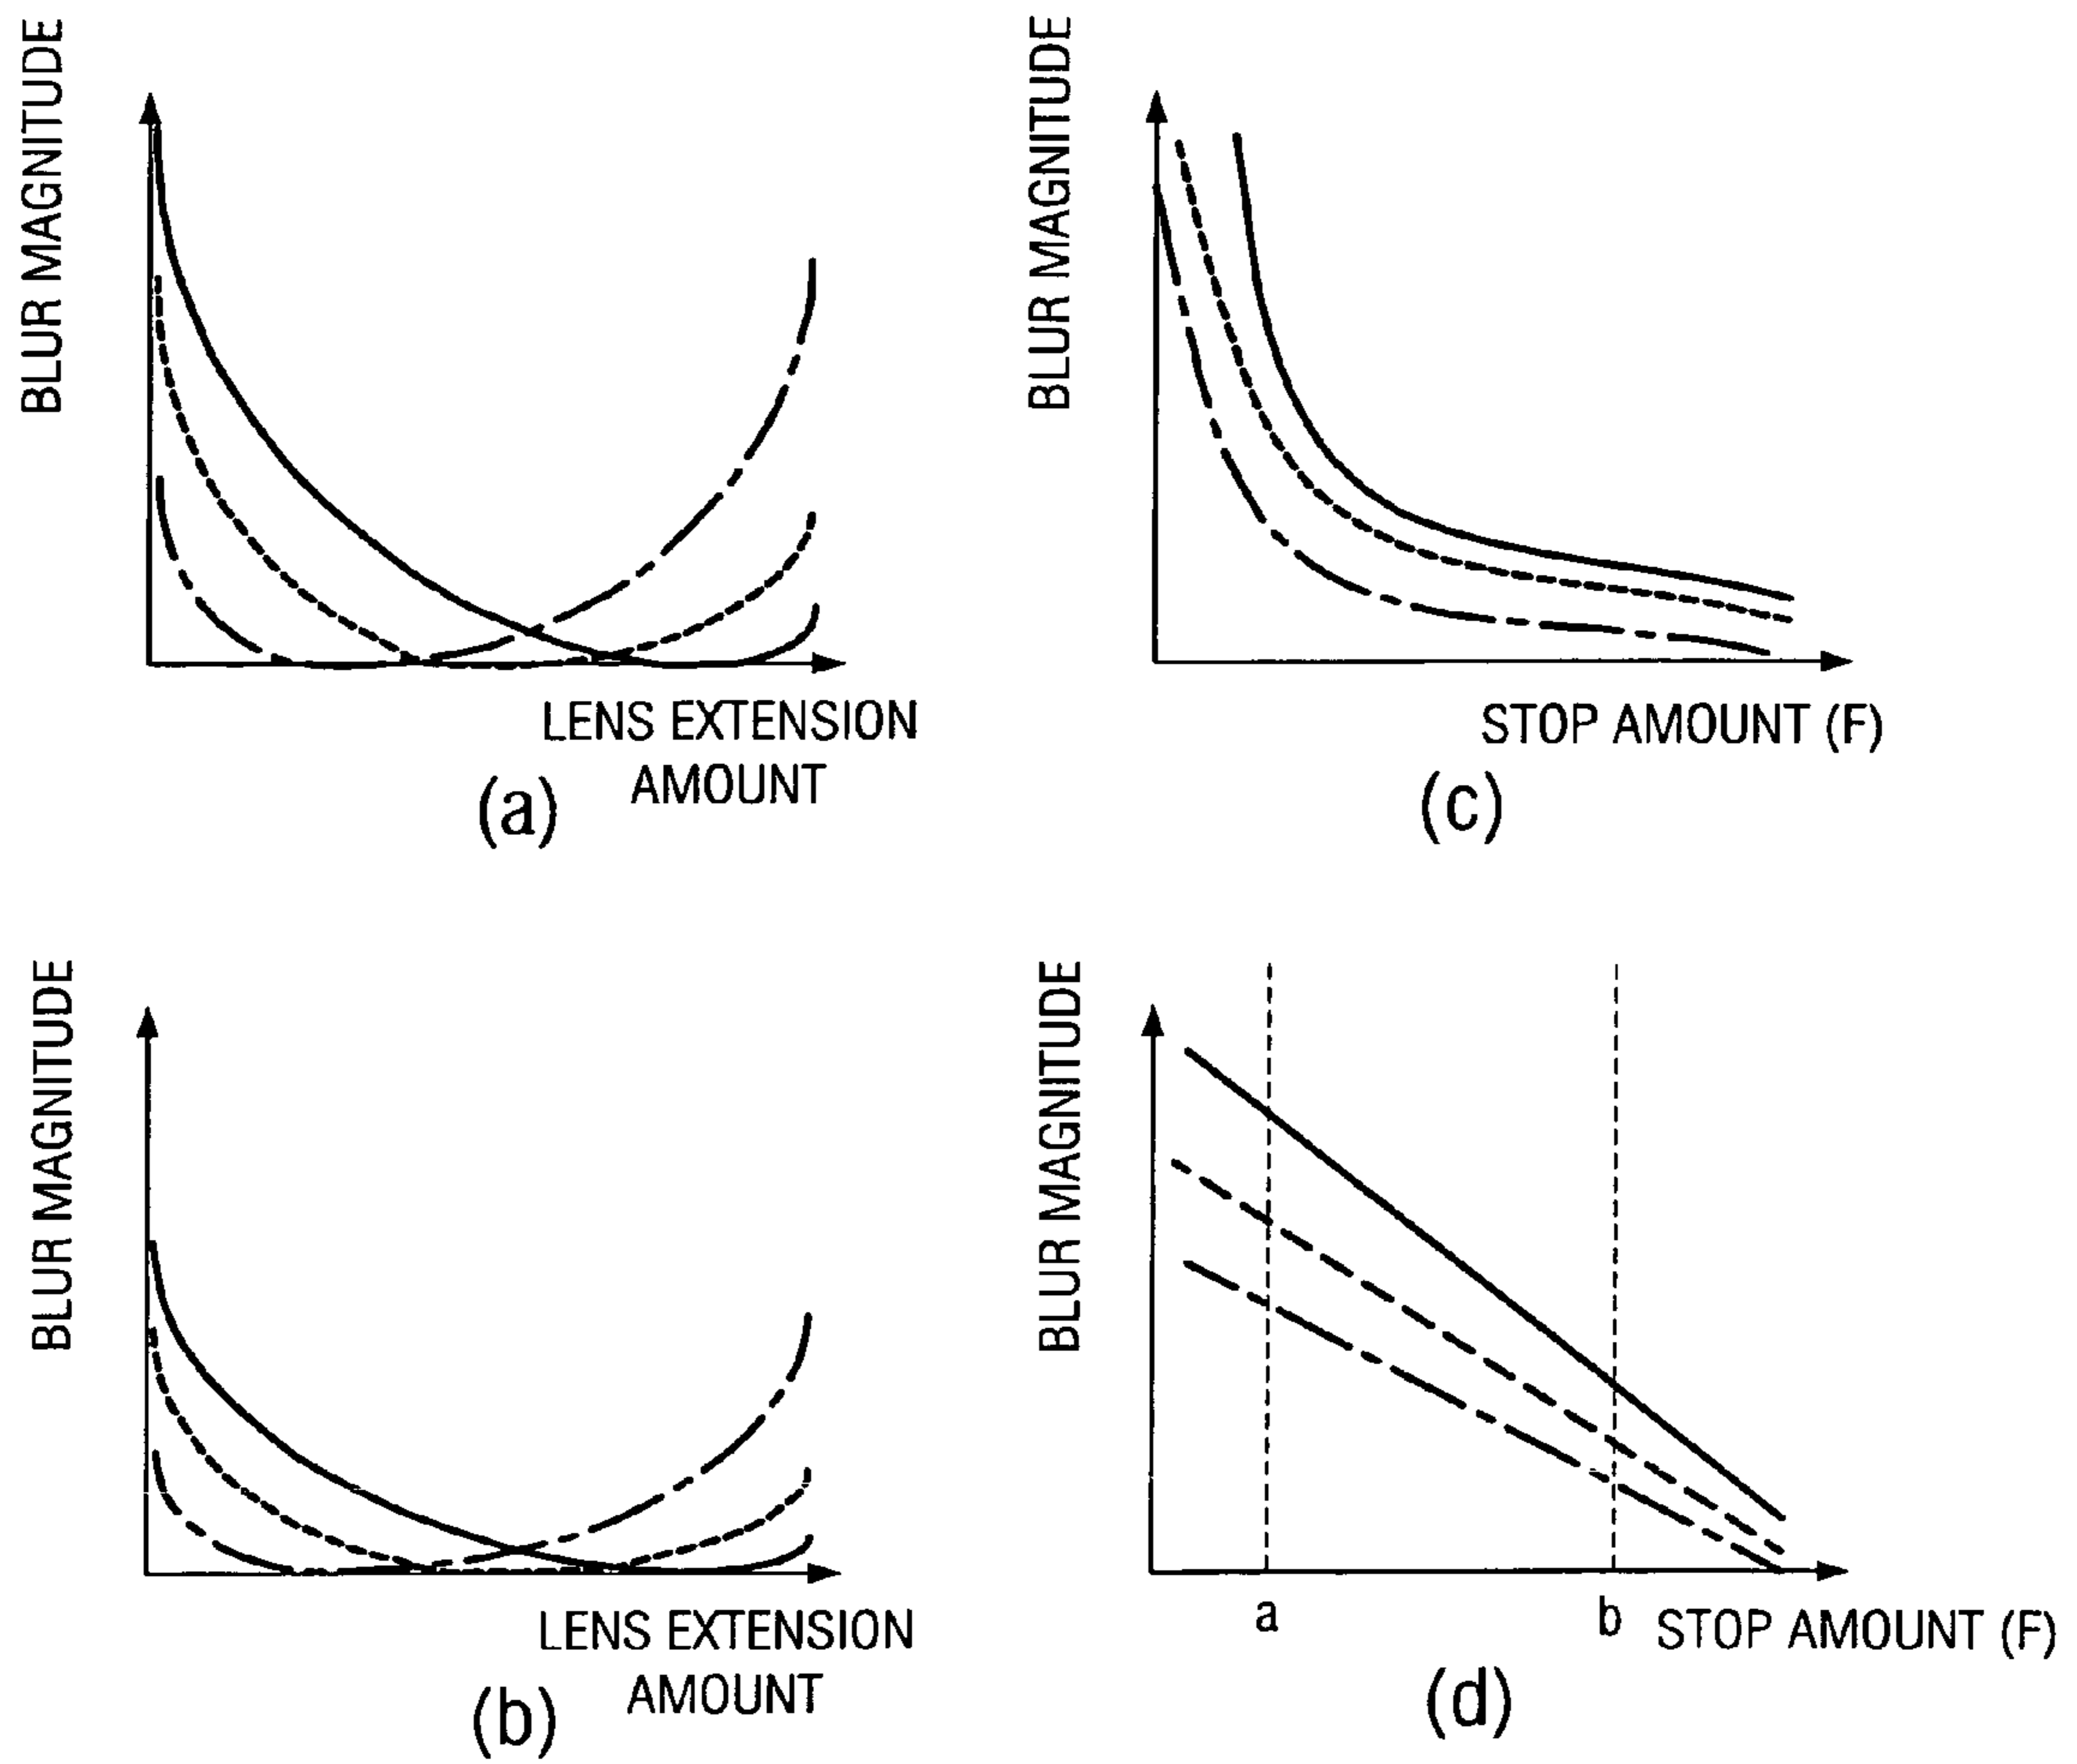 BLUR MAGNITUDE
LENS EXTENSION
AMOUNT
(a)
BLUR MAGNITUDE
STOP AMOUNT (F)
(c)
BLUR MAGNITUDE
LENS EXTENSION
AMOUNT
(b)
BLUR MAGNITUDE
a
b
STOP AMOUNT (F)
(d)